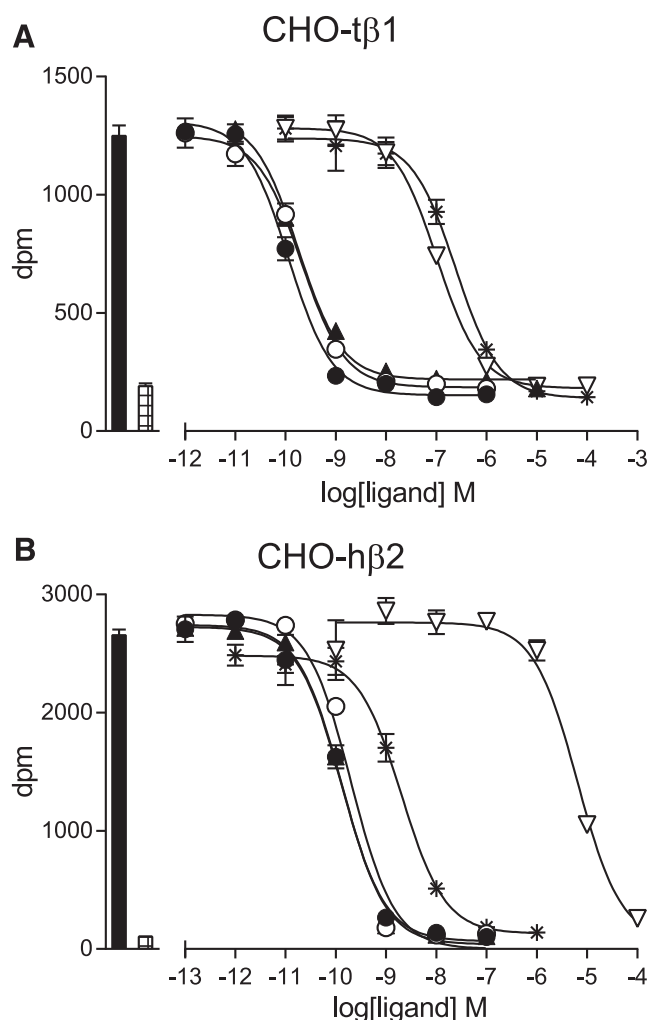 A
CHO-tβ1
1500
1000
500
0
dpm
-12 -11 -10 -9 -8 -7 -6 -5 -4 -3
log[ligand] M
B
CHO-hβ2
3000
2000
1000
0
dpm
-13 -12 -11 -10 -9 -8 -7 -6 -5 -4
log[ligand] M